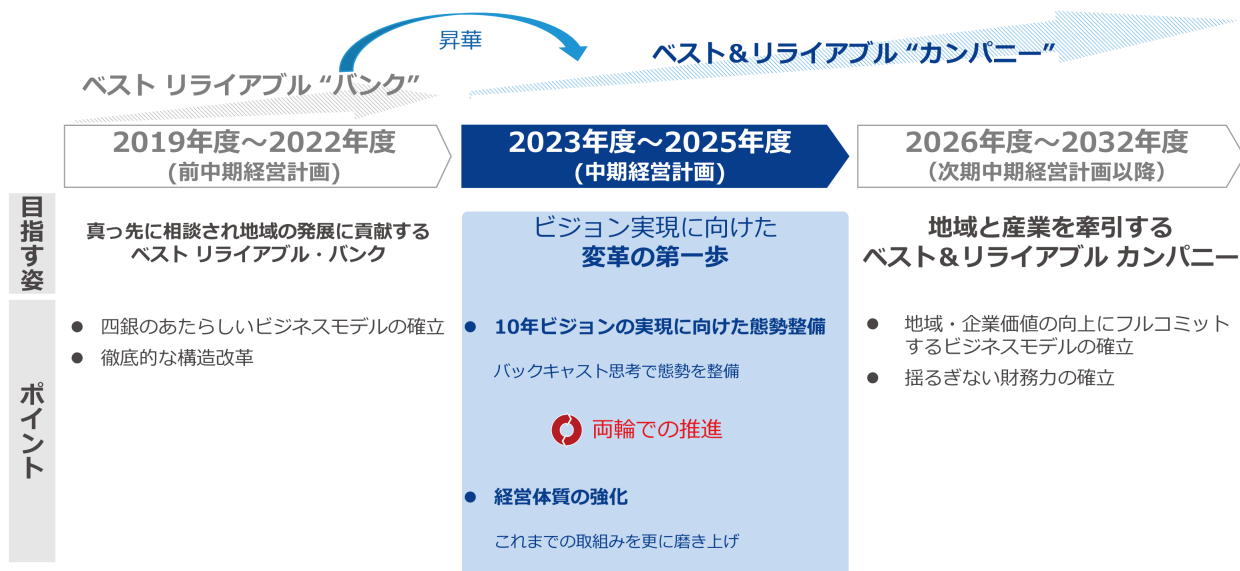 昇華
ベスト リライアブル “バンク”
ベスト＆リライアブル “カンパニー”
2019年度～2022年度
(前中期経営計画)
2023年度～2025年度
(中期経営計画)
2026年度～2032年度
（次期中期経営計画以降）
目指す姿
真っ先に相談され地域の発展に貢献する
ベスト リライアブル・バンク
ビジョン実現に向けた
変革の第一歩
地域と産業を牽引する
ベスト＆リライアブル カンパニー
ポイント
● 四銀のあたらしいビジネスモデルの確立
● 徹底的な構造改革
● 10年ビジョンの実現に向けた態勢整備
バックキャスト思考で態勢を整備
両輪での推進
● 経営体質の強化
これまでの取組みを更に磨き上げ
● 地域・企業価値の向上にフルコミット
するビジネスモデルの確立
● 揺るぎない財務力の確立